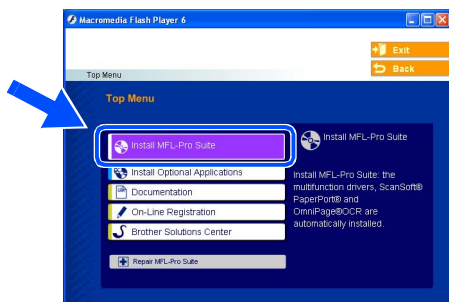 Macromedia Flash Player 6
Exit
Back
Top Menu
Top Menu
Install MFL-Pro Suite
Install Optional Applications
Documentation
On-Line Registration
Brother Solutions Center
Repair MFL-Pro Suite
Install MFL-Pro Suite
Install MFL-Pro Suite: the
multifunction drivers, ScanSoft®
PaperPort® and
OmniPage®OCR are
automatically installed.